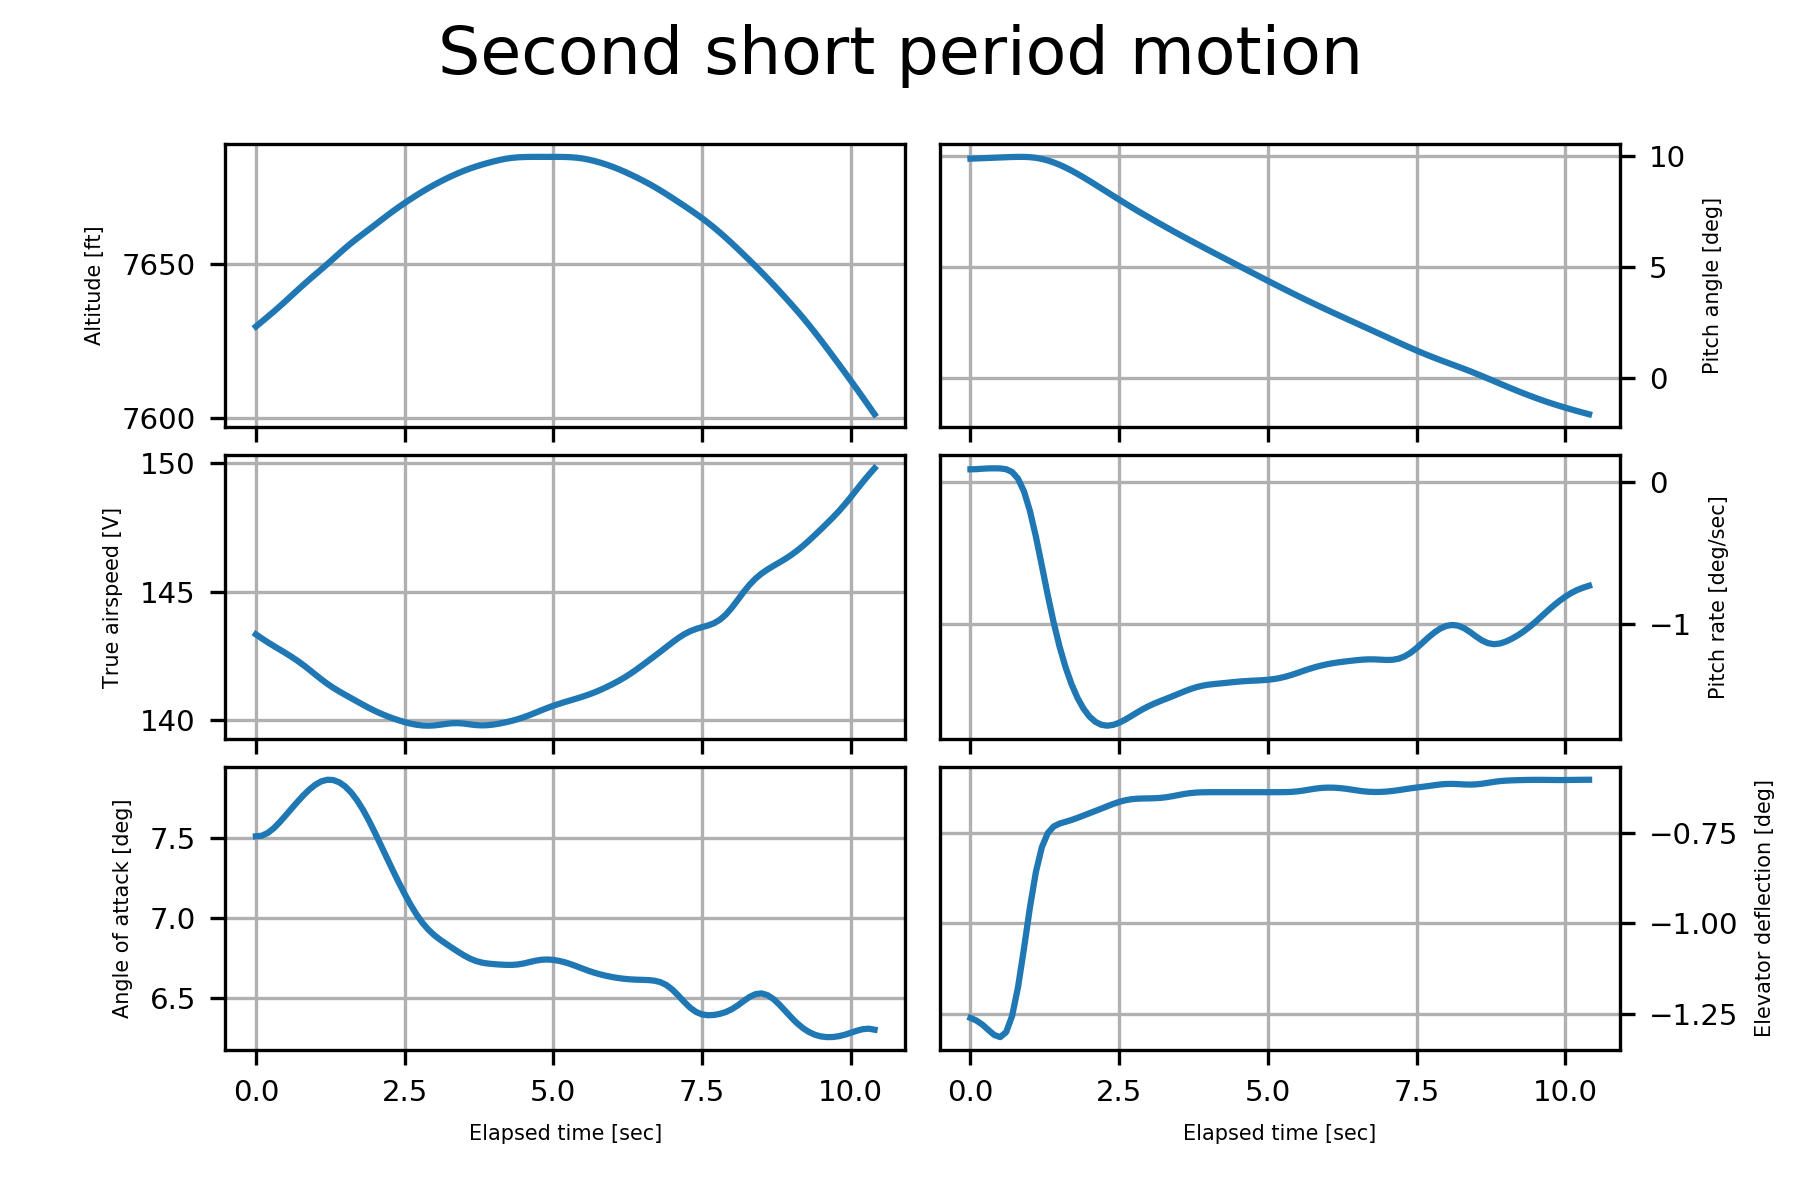 Second short period motion
Altitude [ft]
7650
7600
10
5
0
Pitch angle [deg]
True airspeed [V]
150
145
140
0
−1
Pitch rate [deg/sec]
Angle of attack [deg]
7.5
7.0
6.5
−0.75
−1.00
−1.25
Elevator deflection [deg]
0.0 2.5 5.0 7.5 10.0
0.0 2.5 5.0 7.5 10.0
Elapsed time [sec]
Elapsed time [sec]